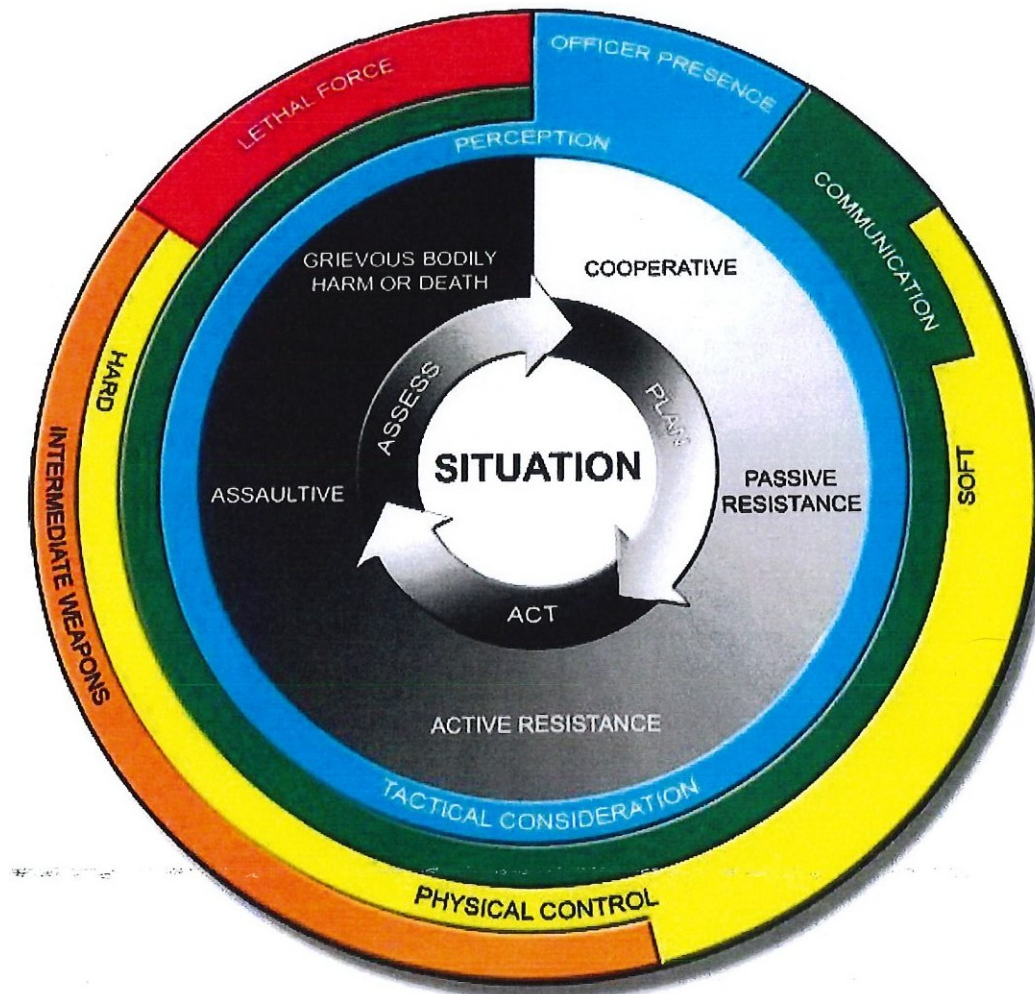 OFFICER PRESENCE
LETHAL FORCE
PERCEPTION
COMMUNICATION
GRIEVOUS BODILY
HARM OR DEATH
COOPERATIVE
ASSESS
PLAN
HARD
SITUATION
ASSAULTIVE
PASSIVE
RESISTANCE
SOFT
INTERMEDIATE WEAPONS
ACT
ACTIVE RESISTANCE
TACTICAL CONSIDERATION
PHYSICAL CONTROL